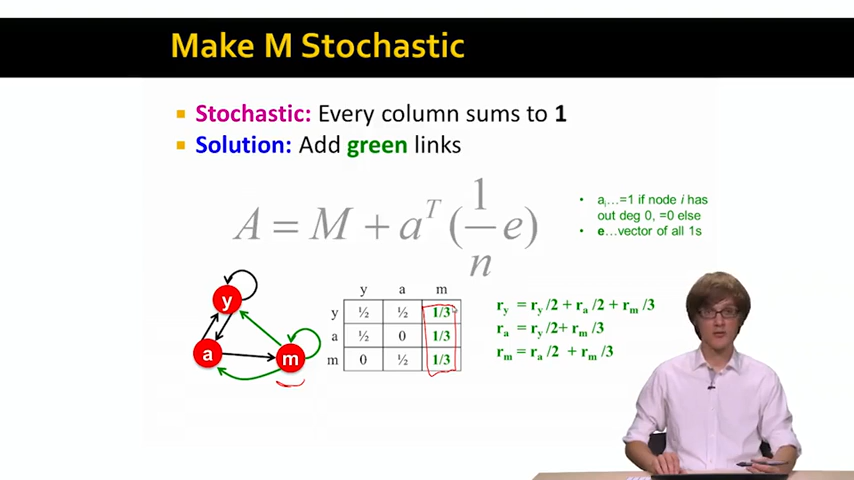 Make M Stochastic
Stochastic: Every column sums to 1
Solution: Add green links
A = M + aᵀ(1/n e)
• aᵢ…=1 if node i has
out deg 0, =0 else
• e…vector of all 1s
y a m
y ½ ½ 1/3
a ½ 0 1/3
m 0 ½ 1/3
y
a
m
r_y = r_y /2 + r_a /2 + r_m /3
r_a = r_y /2+ r_m /3
r_m = r_a /2 + r_m /3